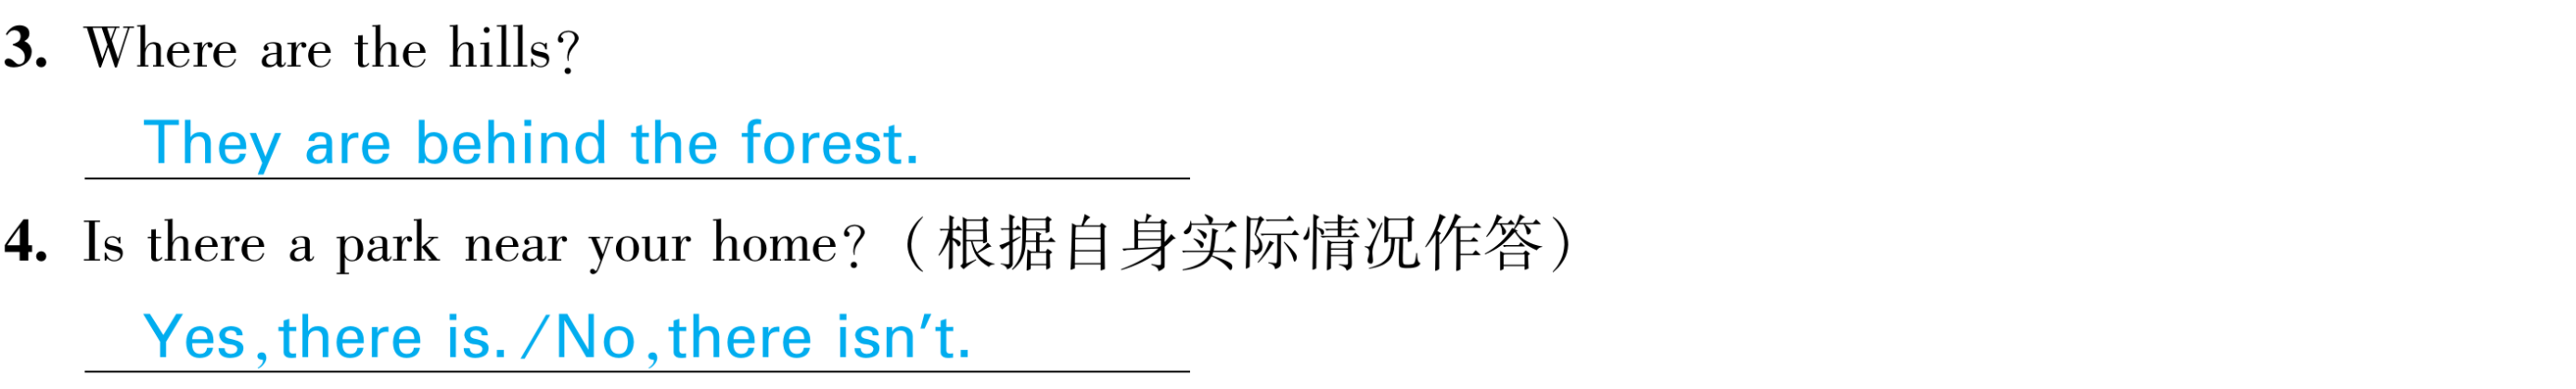 3. Where are the hills?
They are behind the forest.
4. Is there a park near your home?（根据自身实际情况作答）
Yes,there is./No,there isn't.